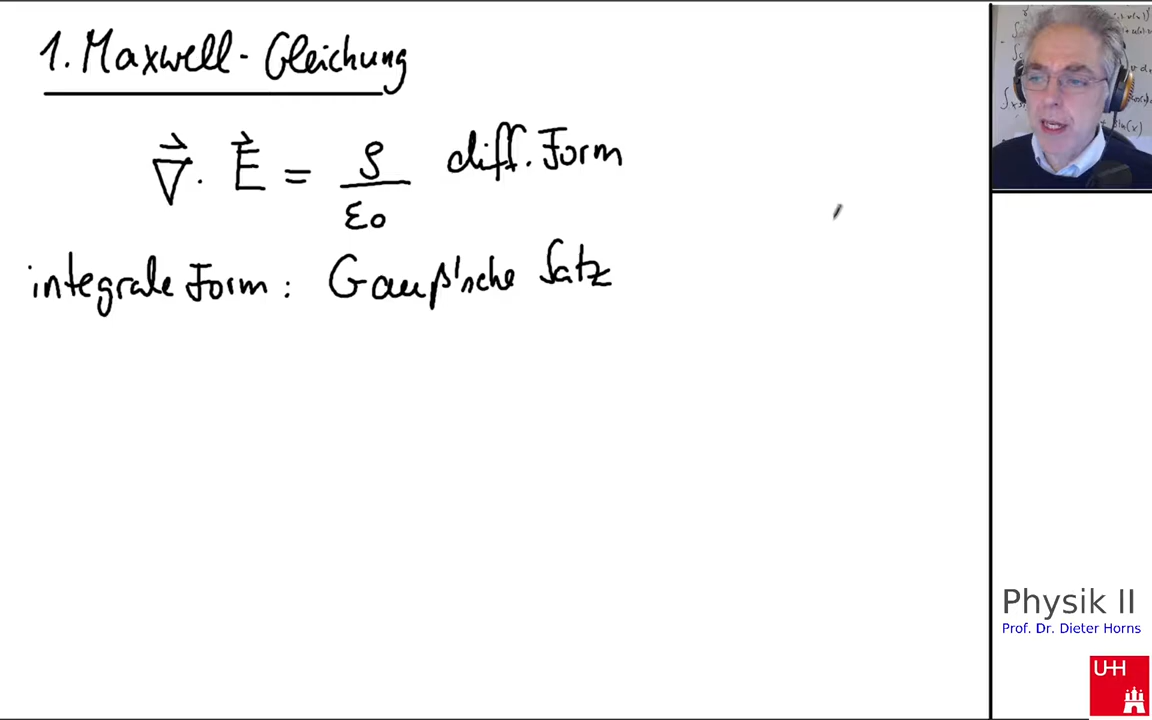 1. Maxwell-Gleichung
∇⃗ · E⃗ = ρ/ε0 diff. Form
integrale Form: Gauß'sche Satz
Physik II
Prof. Dr. Dieter Horns
UHH